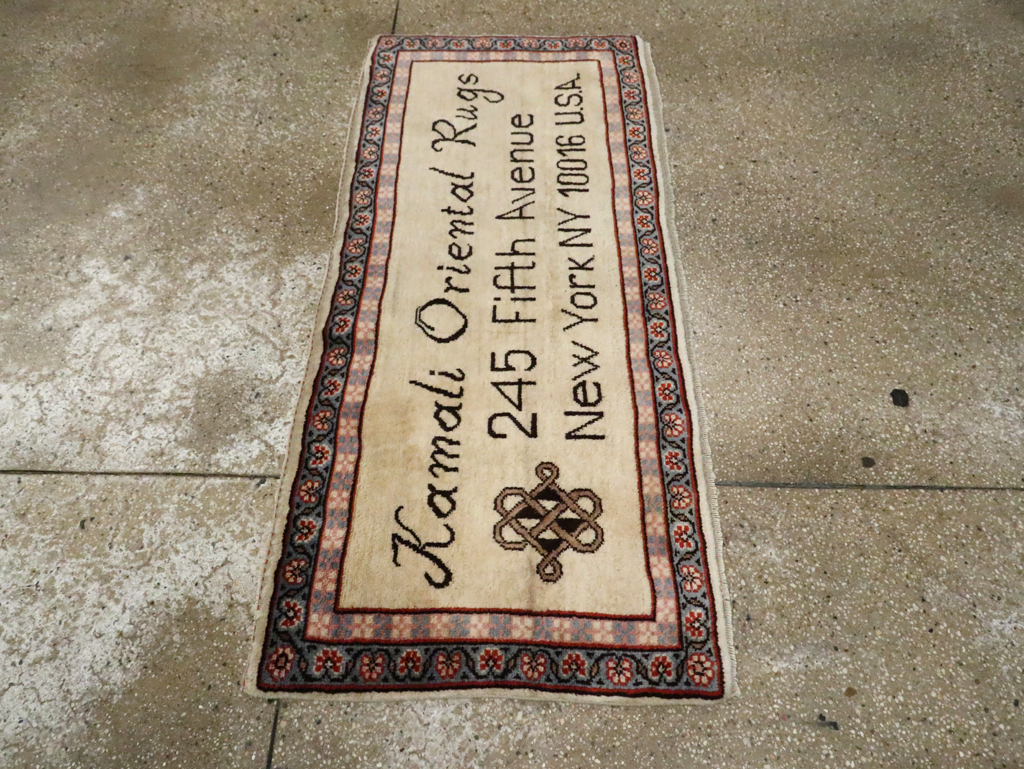 Kamali Oriental Rugs
245 Fifth Avenue
New York NY 10016 U.S.A.